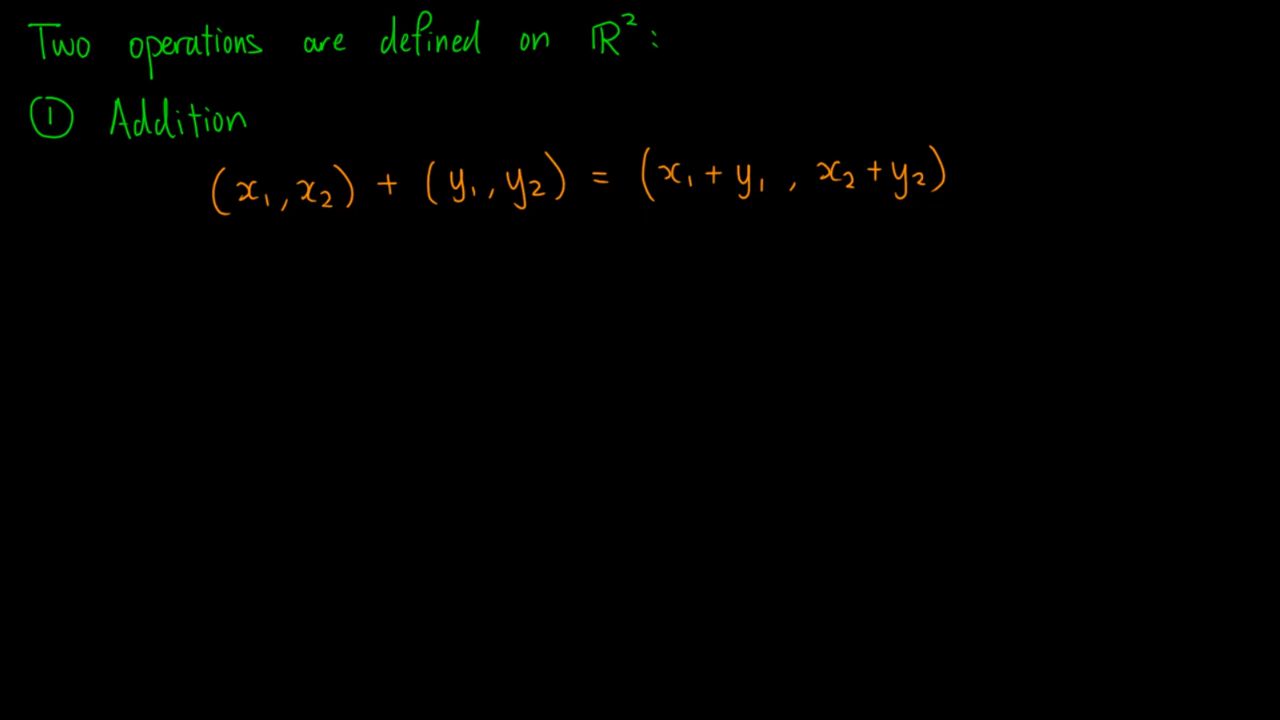 Two operations are defined on ℝ²:
① Addition
(x₁, x₂) + (y₁, y₂) = (x₁ + y₁, x₂ + y₂)